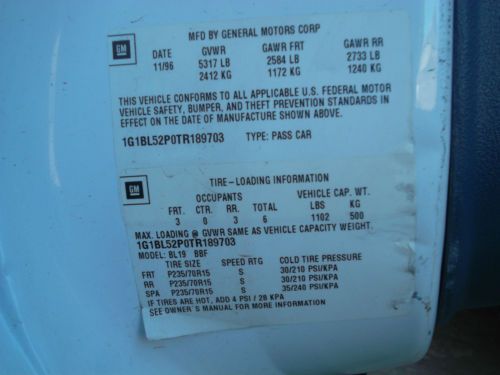 GM
MFD BY GENERAL MOTORS CORP
DATE GVWR GAWR FRT GAWR RR
11/96 5317 LB 2584 LB 2733 LB
2412 KG 1172 KG 1240 KG
THIS VEHICLE CONFORMS TO ALL APPLICABLE U.S. FEDERAL MOTOR
VEHICLE SAFETY, BUMPER, AND THEFT PREVENTION STANDARDS IN
EFFECT ON THE DATE OF MANUFACTURE SHOWN ABOVE.
1G1BL52P0TR189703 TYPE: PASS CAR
GM
TIRE-LOADING INFORMATION
OCCUPANTS VEHICLE CAP. WT.
FRT. CTR. RR. TOTAL LBS KG
3 0 3 6 1102 500
MAX. LOADING @ GVWR SAME AS VEHICLE CAPACITY WEIGHT.
1G1BL52P0TR189703
MODEL: BL19 BBF
TIRE SIZE SPEED RTG COLD TIRE PRESSURE
FRT P235/70R15 S 30/210 PSI/KPA
RR P235/70R15 S 30/210 PSI/KPA
SPA P235/70R15 S 35/240 PSI/KPA
IF TIRES ARE HOT, ADD 4 PSI / 28 KPA
SEE OWNER'S MANUAL FOR MORE INFORMATION